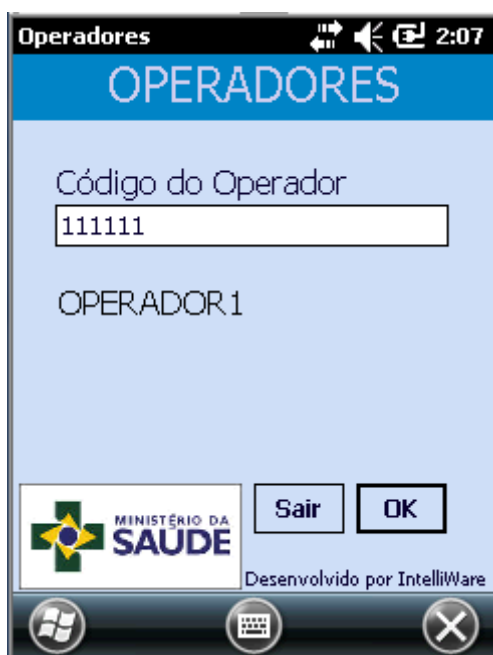 Operadores 2:07
OPERADORES
Código do Operador
111111
OPERADOR1
MINISTÉRIO DA
SAÚDE
Sair OK
Desenvolvido por IntelliWare